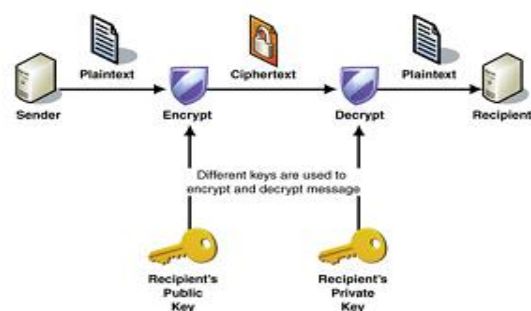 Plaintext Ciphertext Plaintext
Sender Encrypt Decrypt Recipient
Different keys are used to
encrypt and decrypt message
Recipient's
Public
Key
Recipient's
Private
Key